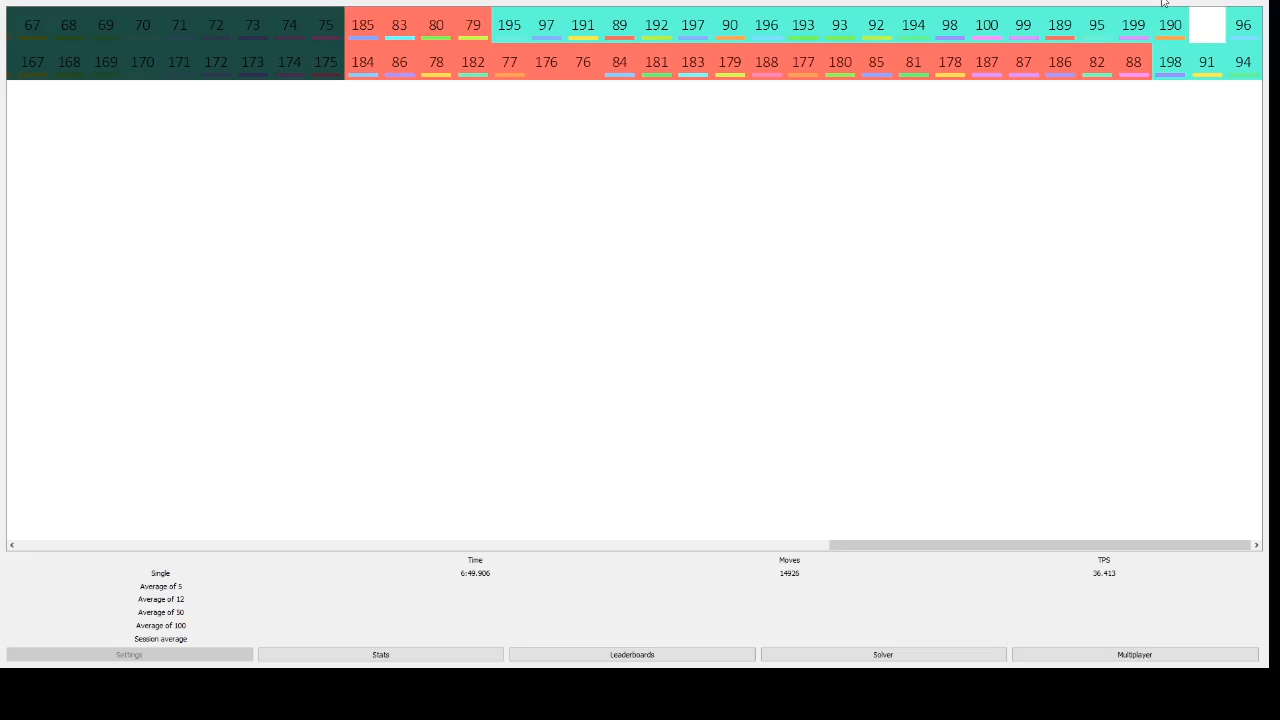 67 68 69 70 71 72 73 74 75 185 83 80 79 195 97 191 89 192 97 90 196 193 93 92 194 98 100 99 189 95 199 190 96
167 168 169 170 171 172 173 174 175 184 86 78 182 77 176 76 84 181 183 179 188 177 180 85 81 178 187 87 186 82 88 198 91 94
Time Moves TPS
Single 6:49.906 14926 36.413
Average of 5
Average of 12
Average of 50
Average of 100
Session average
Settings Stats Leaderboards Solver Multiplayer